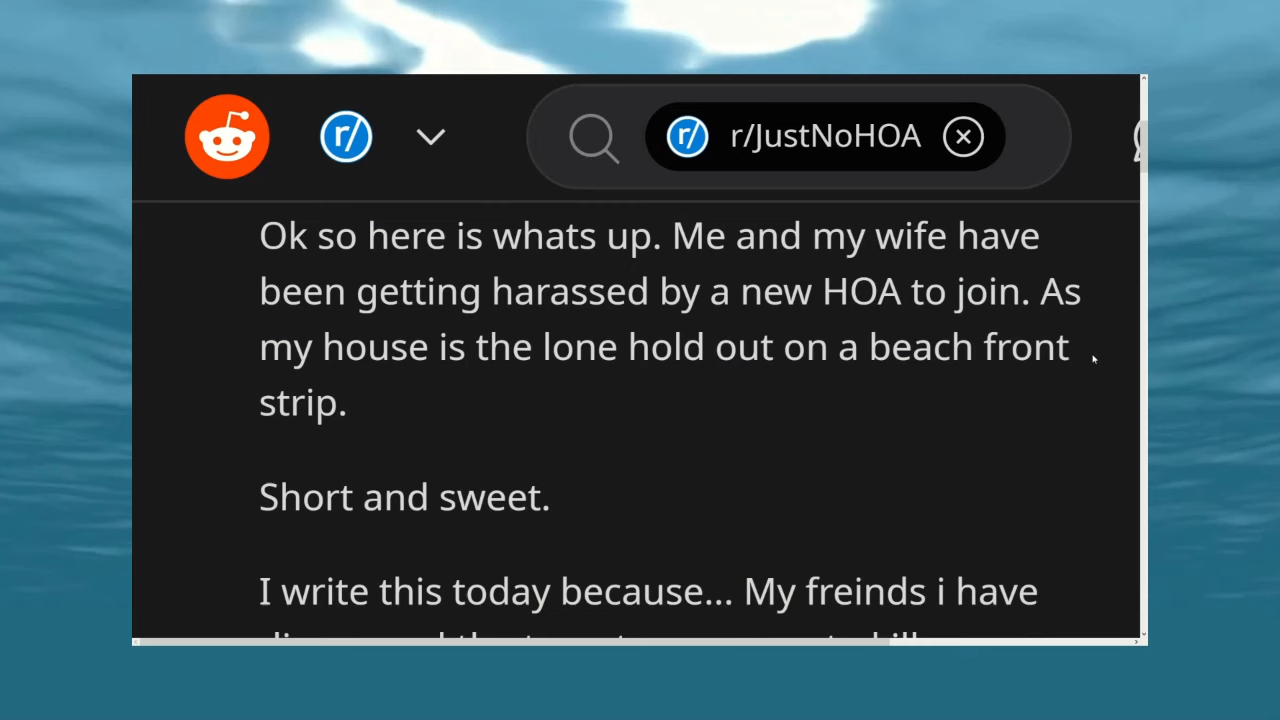 r/ r/ r/JustNoHOA
Ok so here is whats up. Me and my wife have
been getting harassed by a new HOA to join. As
my house is the lone hold out on a beach front
strip.
Short and sweet.
I write this today because... My freinds i have